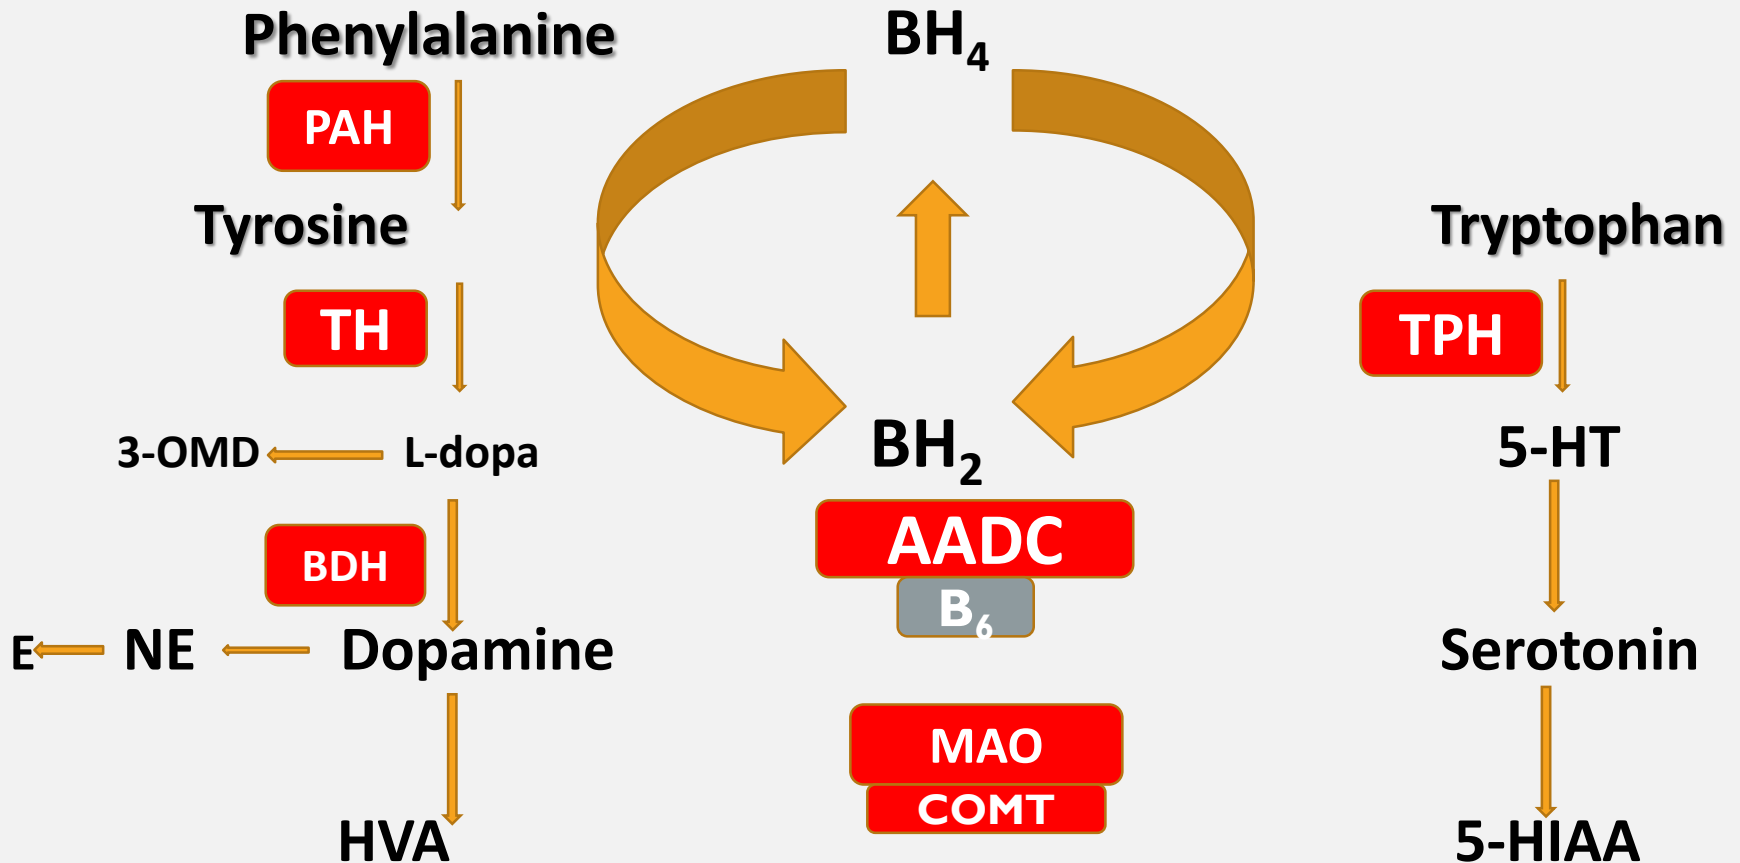 Phenylalanine
BH₄
PAH
Tyrosine
Tryptophan
TH
TPH
3-OMD
L-dopa
BH₂
5-HT
AADC
BDH
B₆
E
NE
Dopamine
Serotonin
MAO
COMT
HVA
5-HIAA